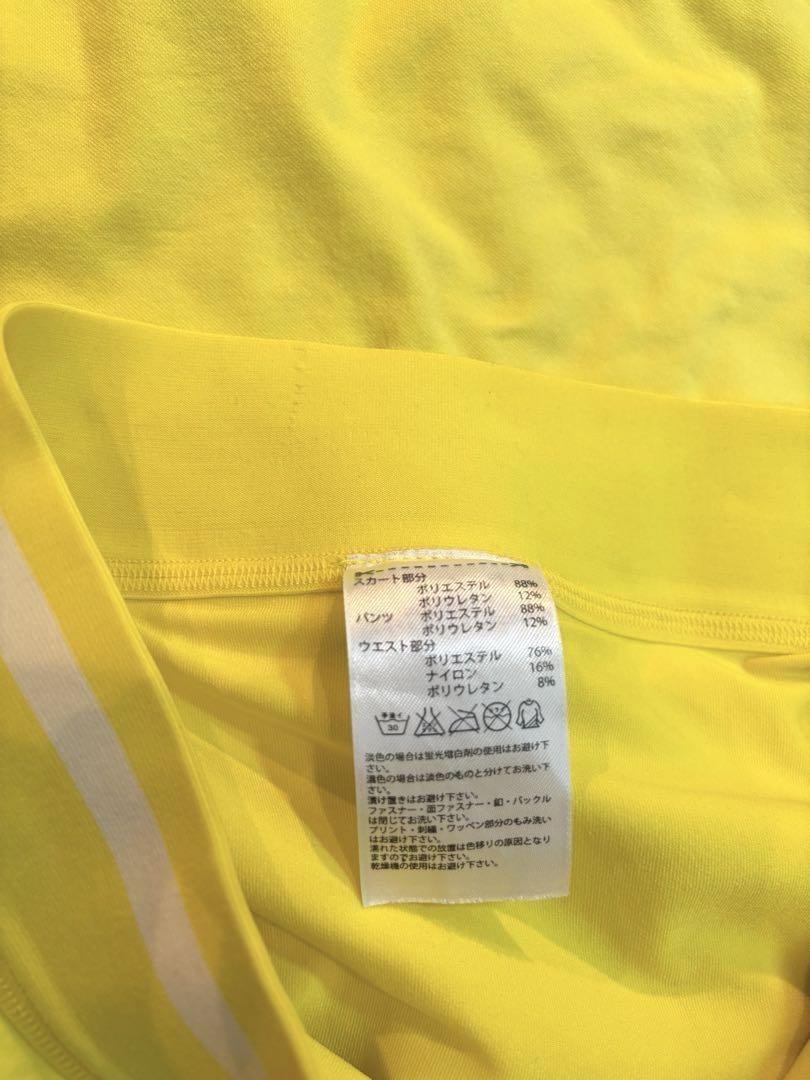 スカート部分
ポリエステル 88%
ポリウレタン 12%
パンツ ポリエステル 88%
ポリウレタン 12%
ウエスト部分
ポリエステル 76%
ナイロン 16%
ポリウレタン 8%
手洗イ 30
淡色の場合は蛍光増白剤の使用はお避け下
さい。
濃色の場合は淡色のものと分けてお洗い下
さい。
漬け置きはお避け下さい。
ファスナー・面ファスナー・釦・バックル
は閉じてお洗い下さい。
プリント・刺繍・ワッペン部分のもみ洗い
はお避け下さい。
濡れた状態での放置は色移りの原因となり
ますのでお避け下さい。
乾燥機の使用はお避け下さい。